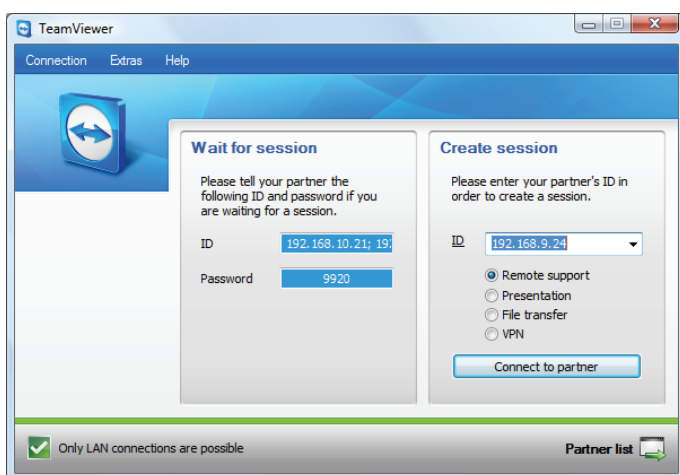 TeamViewer
Connection Extras Help
Wait for session
Please tell your partner the
following ID and password if you
are waiting for a session.
ID 192.168.10.21; 192
Password 9920
Create session
Please enter your partner's ID in
order to create a session.
ID 192.168.9.24
Remote support
Presentation
File transfer
VPN
Connect to partner
Only LAN connections are possible
Partner list